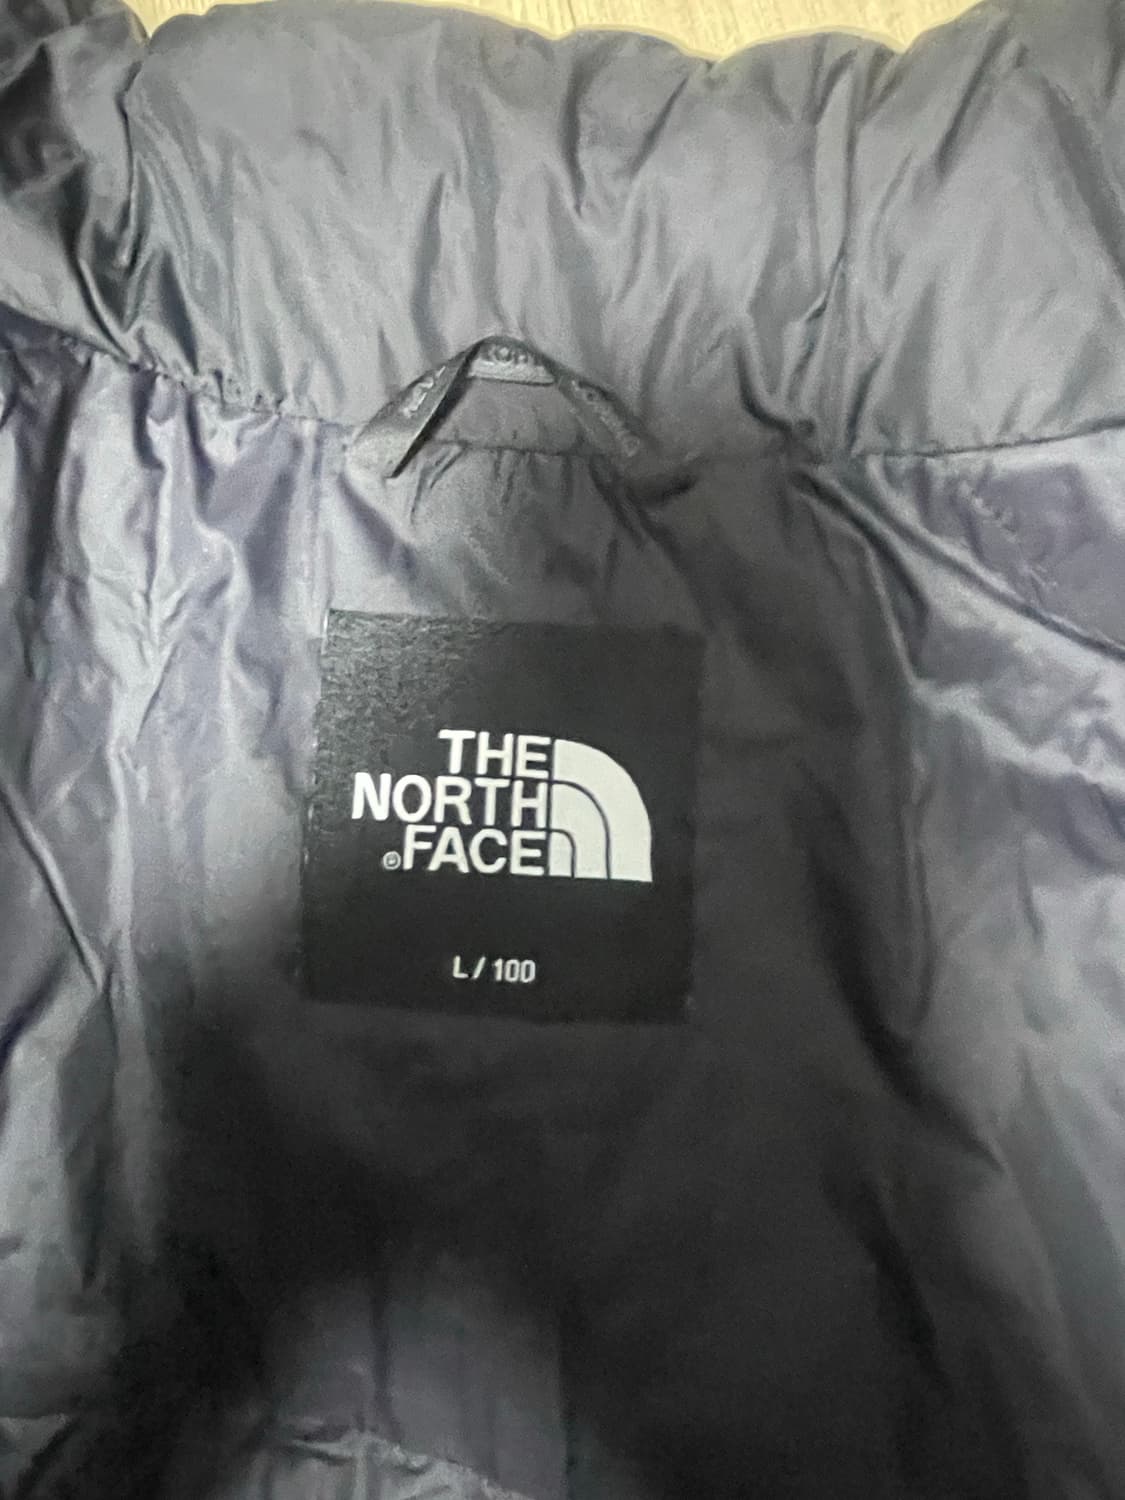 THE
NORTH
®FACE
L / 100